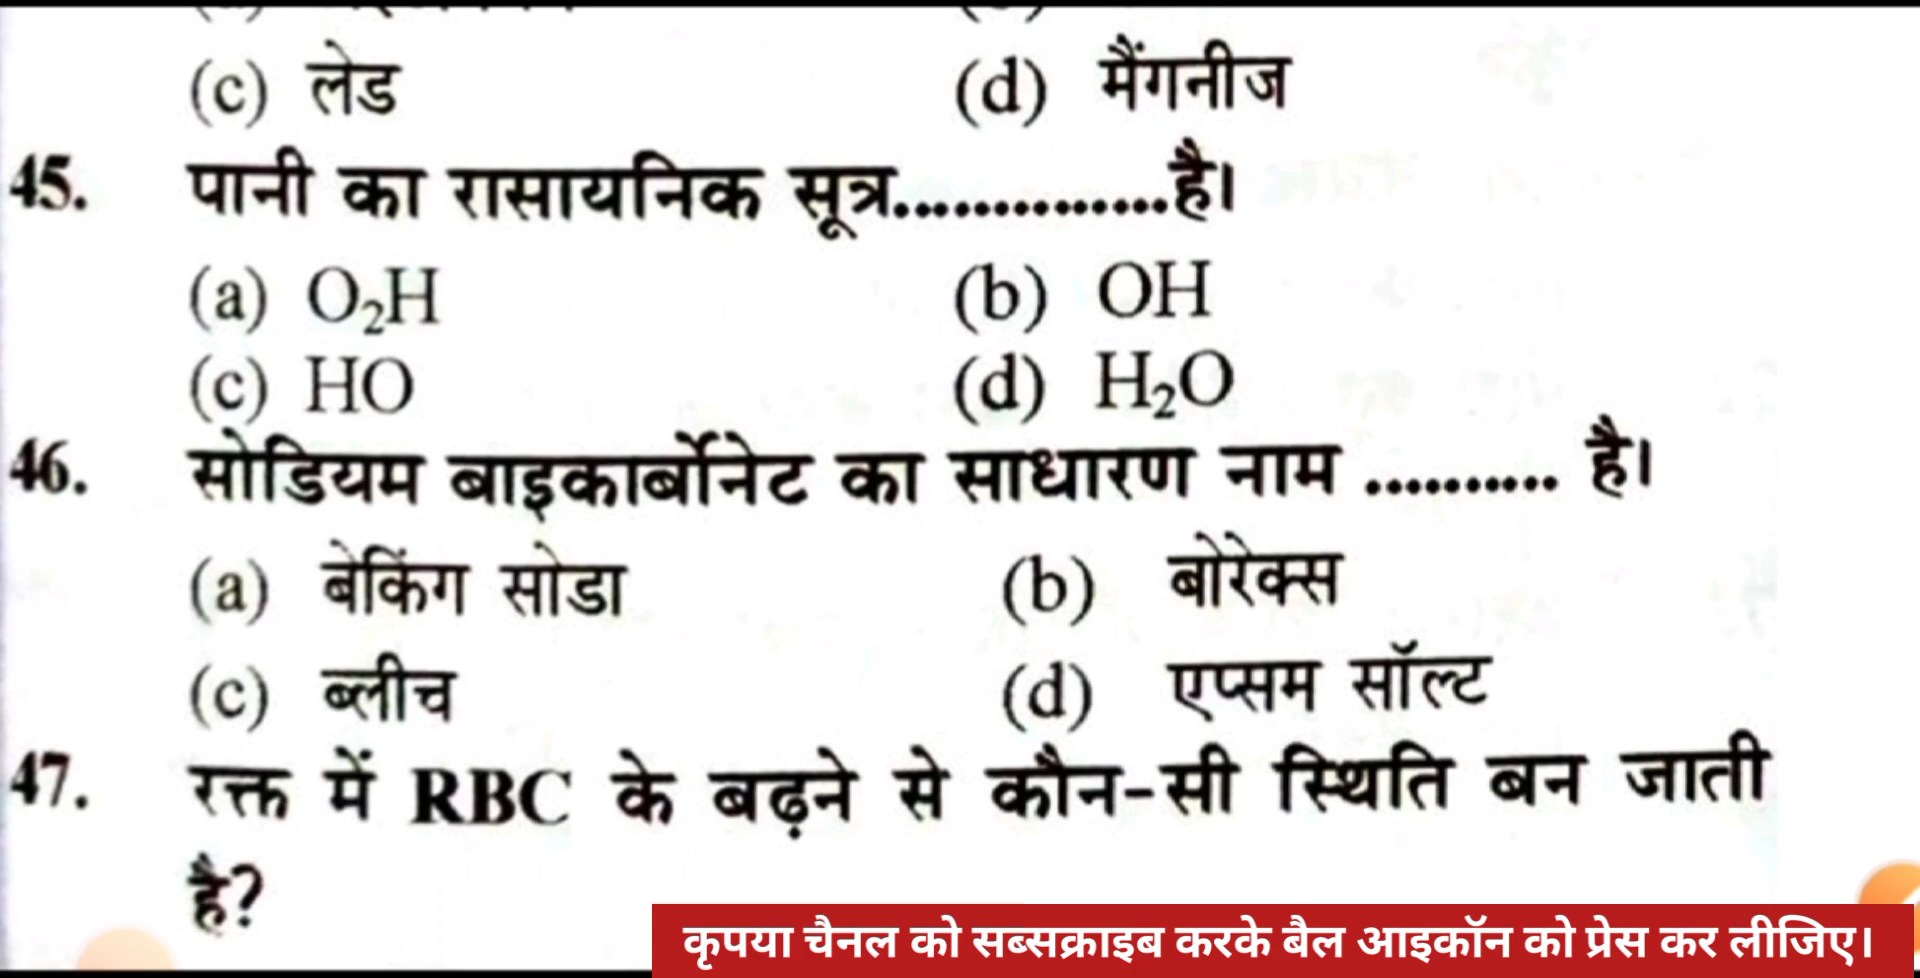 (c) लेड (d) मैंगनीज
45. पानी का रासायनिक सूत्र..............है।
(a) O₂H (b) OH
(c) HO (d) H₂O
46. सोडियम बाइकार्बोनेट का साधारण नाम .......... है।
(a) बेकिंग सोडा (b) बोरेक्स
(c) ब्लीच (d) एप्सम सॉल्ट
47. रक्त में RBC के बढ़ने से कौन-सी स्थिति बन जाती
है?
कृपया चैनल को सब्सक्राइब करके बैल आइकॉन को प्रेस कर लीजिए।